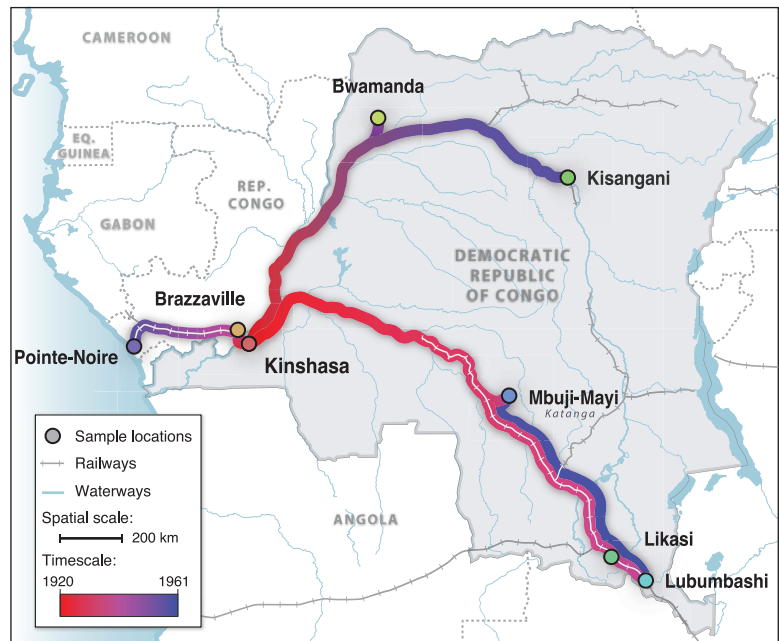 CAMEROON
Bwamanda
EQ.
GUINEA
Kisangani
REP.
CONGO
GABON
DEMOCRATIC
REPUBLIC
OF CONGO
Brazzaville
Pointe-Noire
Kinshasa
Mbuji-Mayi
Katanga
Sample locations
Railways
Waterways
Spatial scale:
200 km
Timescale:
1920 1961
ANGOLA
Likasi
Lubumbashi